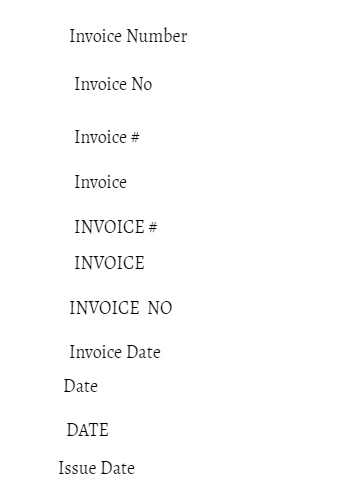 Invoice Number
Invoice No
Invoice #
Invoice
INVOICE #
INVOICE
INVOICE  NO
Invoice Date
Date
DATE
Issue Date